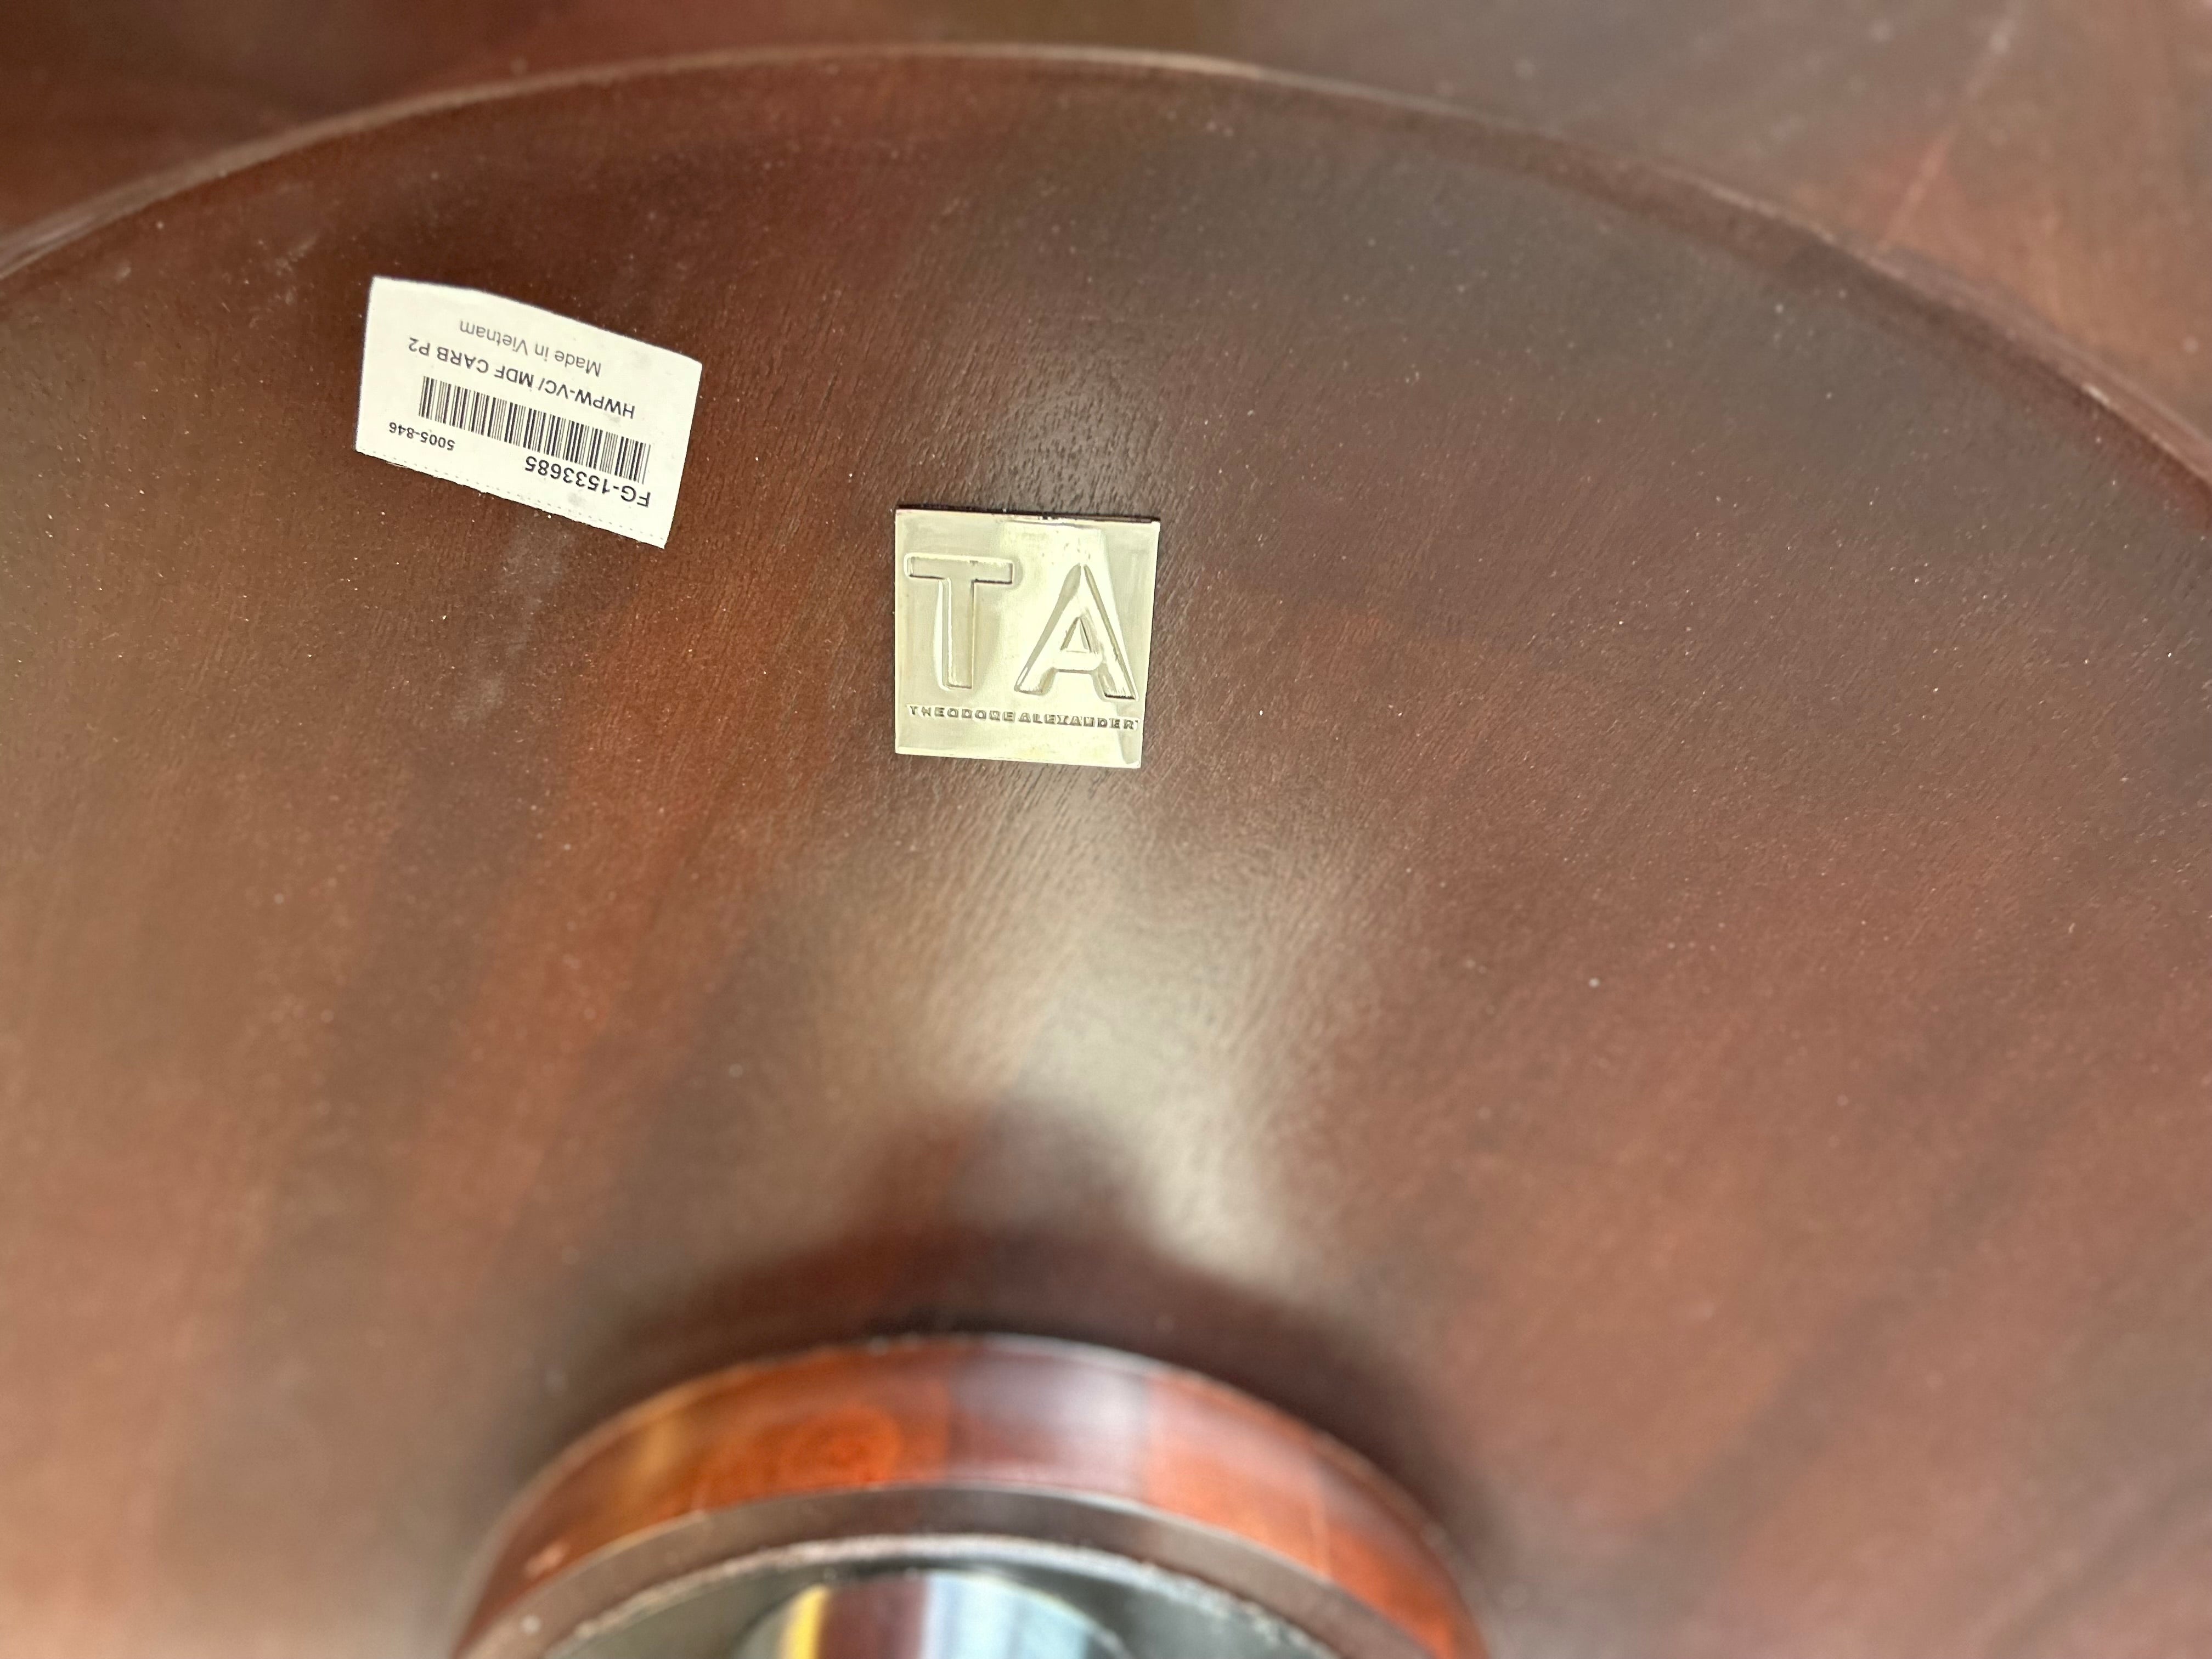 FG-1533685
5005-846
HWPW-VC/ MDF CARB P2
Made in Vietnam
TA
THEODORE ALEXANDER